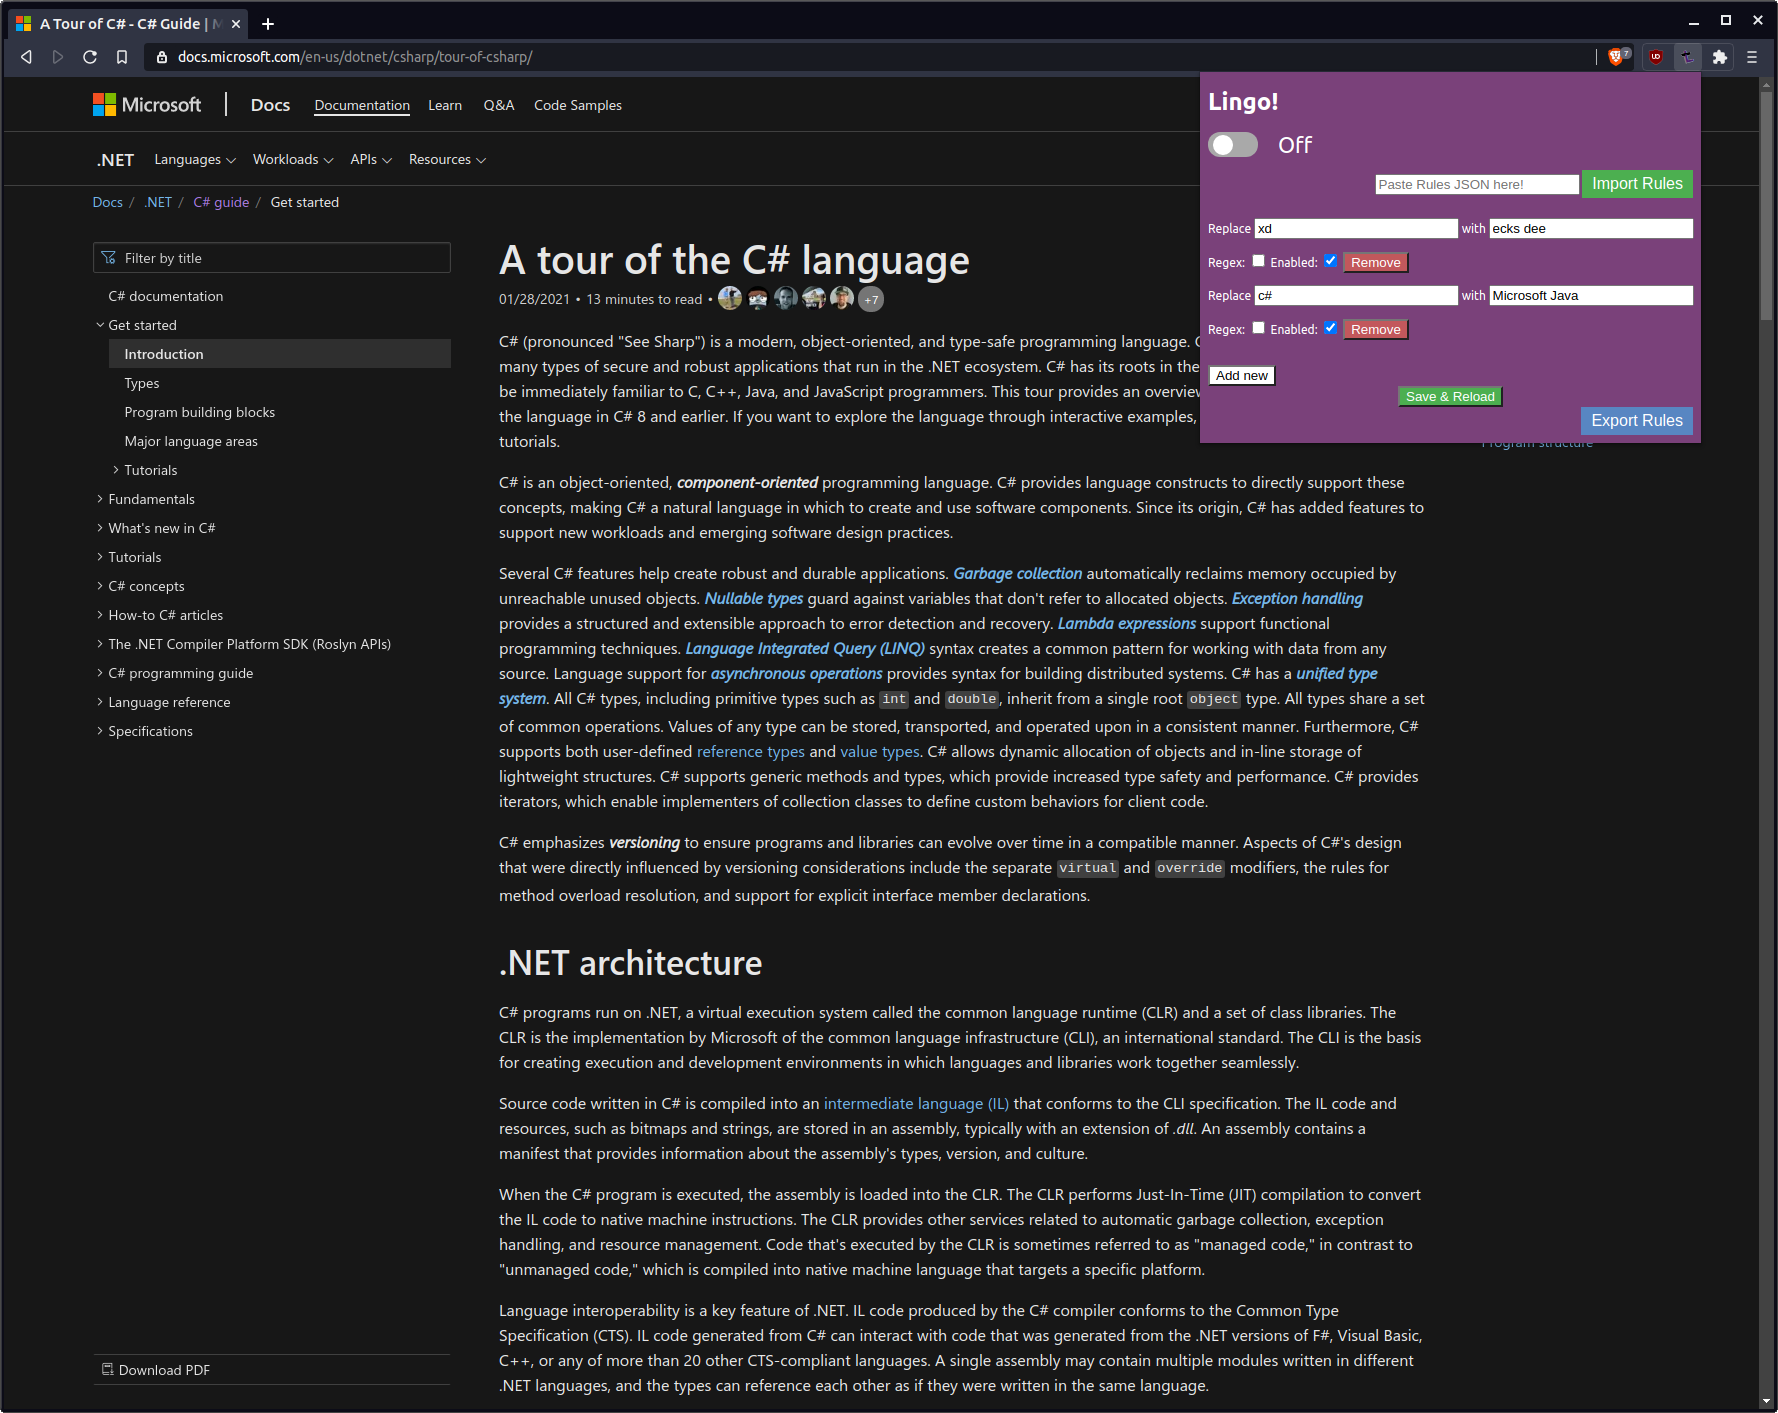 A Tour of C# - C# Guide |
docs.microsoft.com/en-us/dotnet/csharp/tour-of-csharp/
7
UD
Microsoft
Docs
Documentation
Learn
Q&A
Code Samples
.NET
Languages
Workloads
APIs
Resources
Docs / .NET / C# guide / Get started
Filter by title
C# documentation
Get started
Introduction
Types
Program building blocks
Major language areas
Tutorials
Fundamentals
What's new in C#
Tutorials
C# concepts
How-to C# articles
The .NET Compiler Platform SDK (Roslyn APIs)
C# programming guide
Language reference
Specifications
Download PDF
A tour of the C# language
01/28/2021 • 13 minutes to read • +7
C# (pronounced "See Sharp") is a modern, object-oriented, and type-safe programming language.
many types of secure and robust applications that run in the .NET ecosystem. C# has its roots in the
be immediately familiar to C, C++, Java, and JavaScript programmers. This tour provides an overview
the language in C# 8 and earlier. If you want to explore the language through interactive examples,
tutorials.
C# is an object-oriented, component-oriented programming language. C# provides language constructs to directly support these
concepts, making C# a natural language in which to create and use software components. Since its origin, C# has added features to
support new workloads and emerging software design practices.
Several C# features help create robust and durable applications. Garbage collection automatically reclaims memory occupied by
unreachable unused objects. Nullable types guard against variables that don't refer to allocated objects. Exception handling
provides a structured and extensible approach to error detection and recovery. Lambda expressions support functional
programming techniques. Language Integrated Query (LINQ) syntax creates a common pattern for working with data from any
source. Language support for asynchronous operations provides syntax for building distributed systems. C# has a unified type
system. All C# types, including primitive types such as int and double, inherit from a single root object type. All types share a set
of common operations. Values of any type can be stored, transported, and operated upon in a consistent manner. Furthermore, C#
supports both user-defined reference types and value types. C# allows dynamic allocation of objects and in-line storage of
lightweight structures. C# supports generic methods and types, which provide increased type safety and performance. C# provides
iterators, which enable implementers of collection classes to define custom behaviors for client code.
C# emphasizes versioning to ensure programs and libraries can evolve over time in a compatible manner. Aspects of C#'s design
that were directly influenced by versioning considerations include the separate virtual and override modifiers, the rules for
method overload resolution, and support for explicit interface member declarations.
.NET architecture
C# programs run on .NET, a virtual execution system called the common language runtime (CLR) and a set of class libraries. The
CLR is the implementation by Microsoft of the common language infrastructure (CLI), an international standard. The CLI is the basis
for creating execution and development environments in which languages and libraries work together seamlessly.
Source code written in C# is compiled into an intermediate language (IL) that conforms to the CLI specification. The IL code and
resources, such as bitmaps and strings, are stored in an assembly, typically with an extension of .dll. An assembly contains a
manifest that provides information about the assembly's types, version, and culture.
When the C# program is executed, the assembly is loaded into the CLR. The CLR performs Just-In-Time (JIT) compilation to convert
the IL code to native machine instructions. The CLR provides other services related to automatic garbage collection, exception
handling, and resource management. Code that's executed by the CLR is sometimes referred to as "managed code," in contrast to
"unmanaged code," which is compiled into native machine language that targets a specific platform.
Language interoperability is a key feature of .NET. IL code produced by the C# compiler conforms to the Common Type
Specification (CTS). IL code generated from C# can interact with code that was generated from the .NET versions of F#, Visual Basic,
C++, or any of more than 20 other CTS-compliant languages. A single assembly may contain multiple modules written in different
.NET languages, and the types can reference each other as if they were written in the same language.
Lingo!
Off
Paste Rules JSON here! Import Rules
Replace xd with ecks dee
Regex: Enabled: Remove
Replace c# with Microsoft Java
Regex: Enabled: Remove
Add new
Save & Reload
Export Rules
Program structure